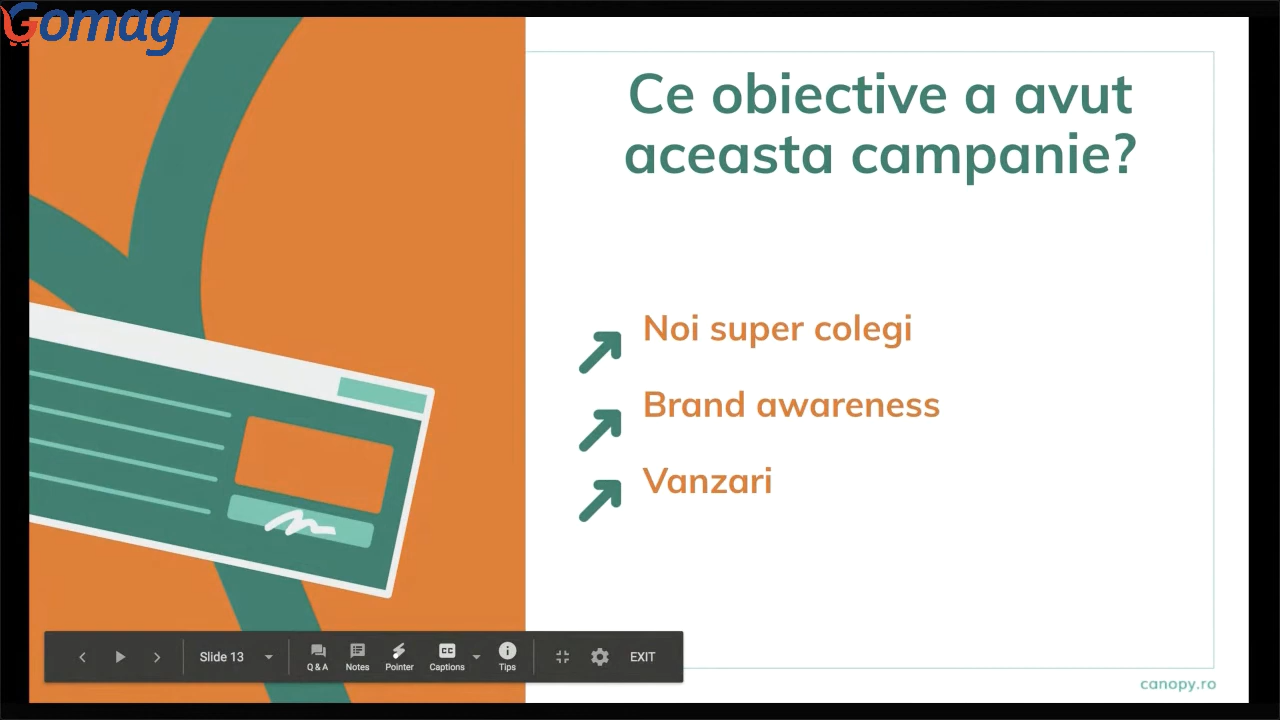 Gomag
Ce obiective a avut
aceasta campanie?
Noi super colegi
Brand awareness
Vanzari
Slide 13
Q & A
Notes
Pointer
CC
Captions
Tips
EXIT
canopy.ro